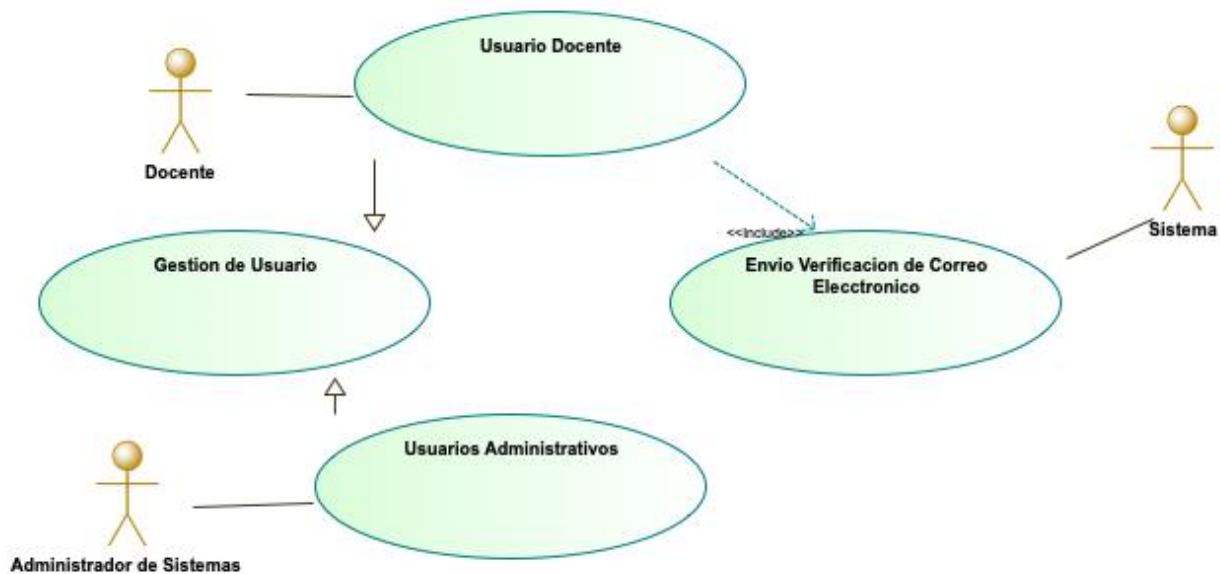 Usuario Docente
Docente
Sistema
<<Include>>
Gestion de Usuario
Envio Verificacion de Correo
Elecctronico
Usuarios Administrativos
Administrador de Sistemas